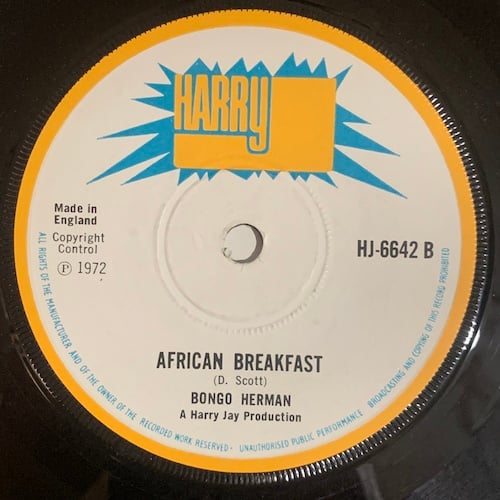 HARRY
Made in
England
Copyright
Control
Ⓟ 1972
HJ-6642 B
AFRICAN BREAKFAST
(D. Scott)
BONGO HERMAN
A Harry Jay Production
ALL RIGHTS OF THE MANUFACTURER AND OF THE OWNER OF THE RECORDED WORK RESERVED · UNAUTHORISED PUBLIC PERFORMANCE BROADCASTING AND COPYING OF THIS RECORD PROHIBITED